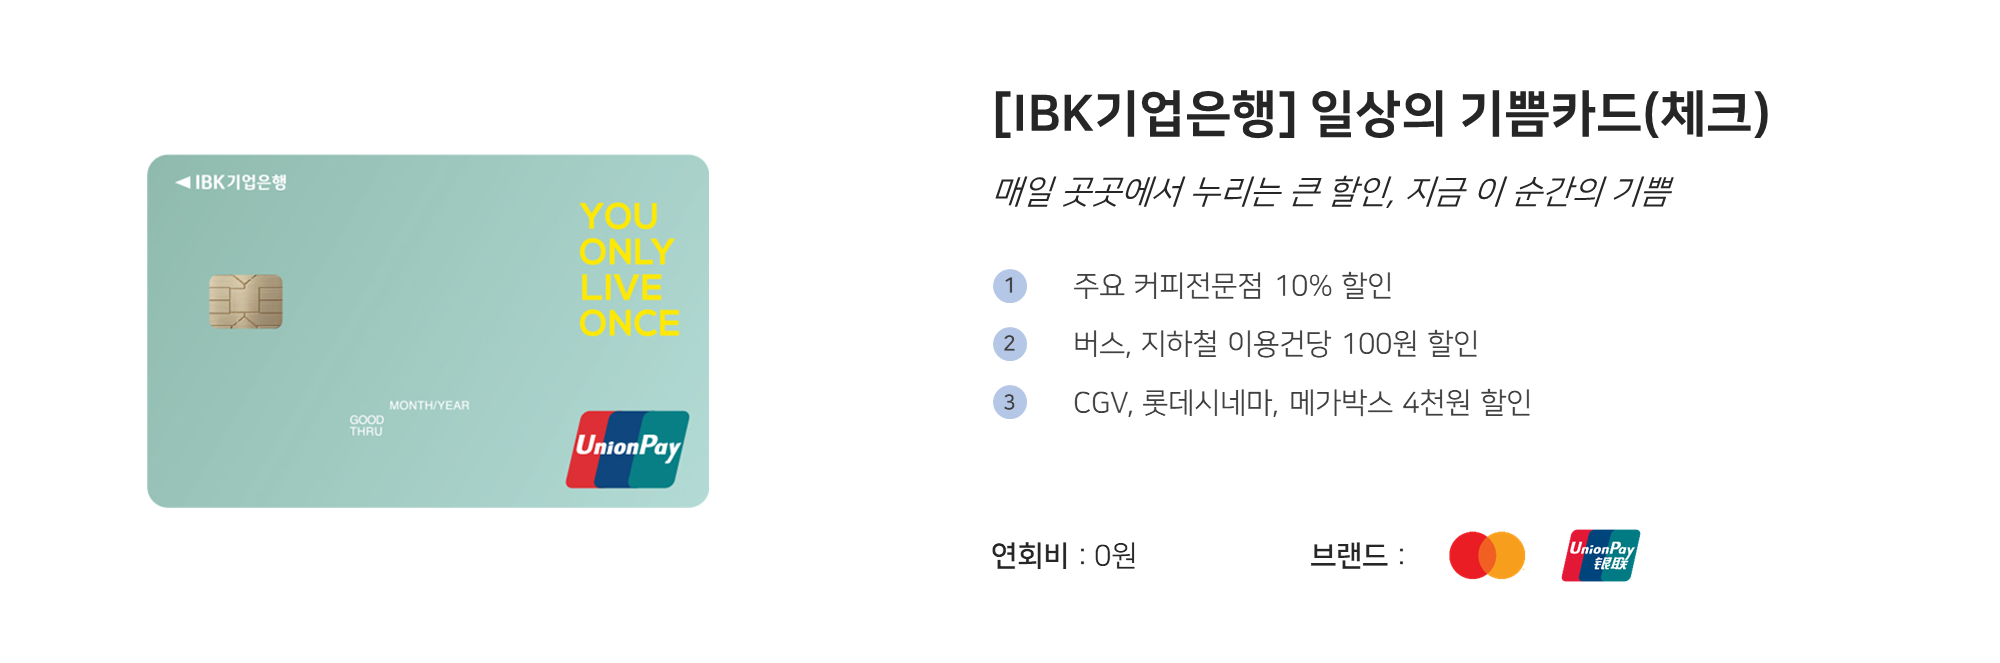 IBK기업은행
YOU
ONLY
LIVE
ONCE
MONTH/YEAR
GOOD
THRU
UnionPay
[IBK기업은행] 일상의 기쁨카드(체크)
매일 곳곳에서 누리는 큰 할인, 지금 이 순간의 기쁨
1 주요 커피전문점 10% 할인
2 버스, 지하철 이용건당 100원 할인
3 CGV, 롯데시네마, 메가박스 4천원 할인
연회비 : 0원
브랜드 :
UnionPay
银联